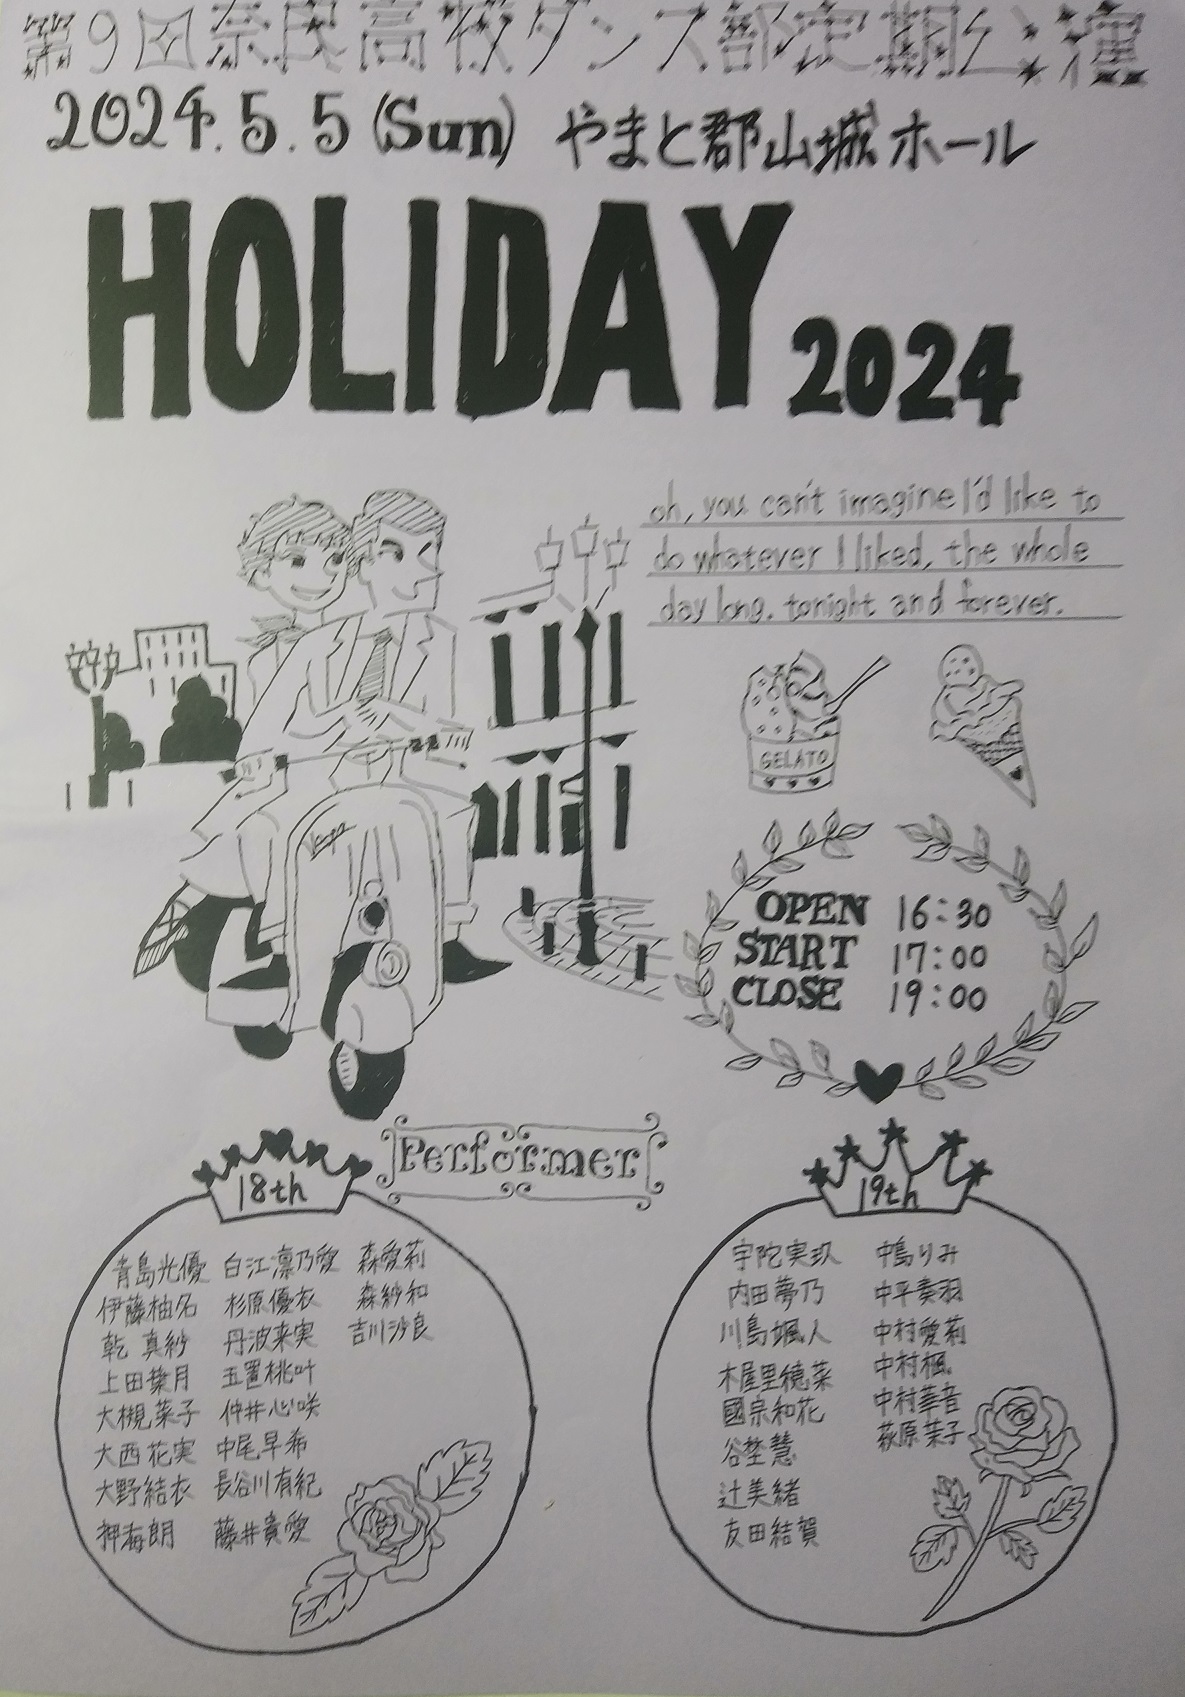 第9回奈良高校ダンス部定期公演
2024.5.5(Sun) やまと郡山城ホール
HOLIDAY 2024
oh, you can't imagine I'd like to
do whatever I liked, the whole
day long. tonight and forever.
GELATO
Vespa
OPEN 16:30
START 17:00
CLOSE 19:00
Performer
18th
青島光優 白江凛乃愛 森愛莉
伊藤柚名 杉原優衣 森紗和
乾 真紗 丹波来実 吉川沙良
上田葉月 玉置桃叶
大槻菜子 仲井心咲
大西花実 中尾早希
大野結衣 長谷川有紀
押海朗 藤井貴愛
19th
宇陀実玖 中島りみ
内田夢乃 中平奏羽
川島颯人 中村愛莉
木屋里穂菜 中村楓
國宗和花 中村華音
谷埜慧 萩原茉子
辻美緒
友田結賀